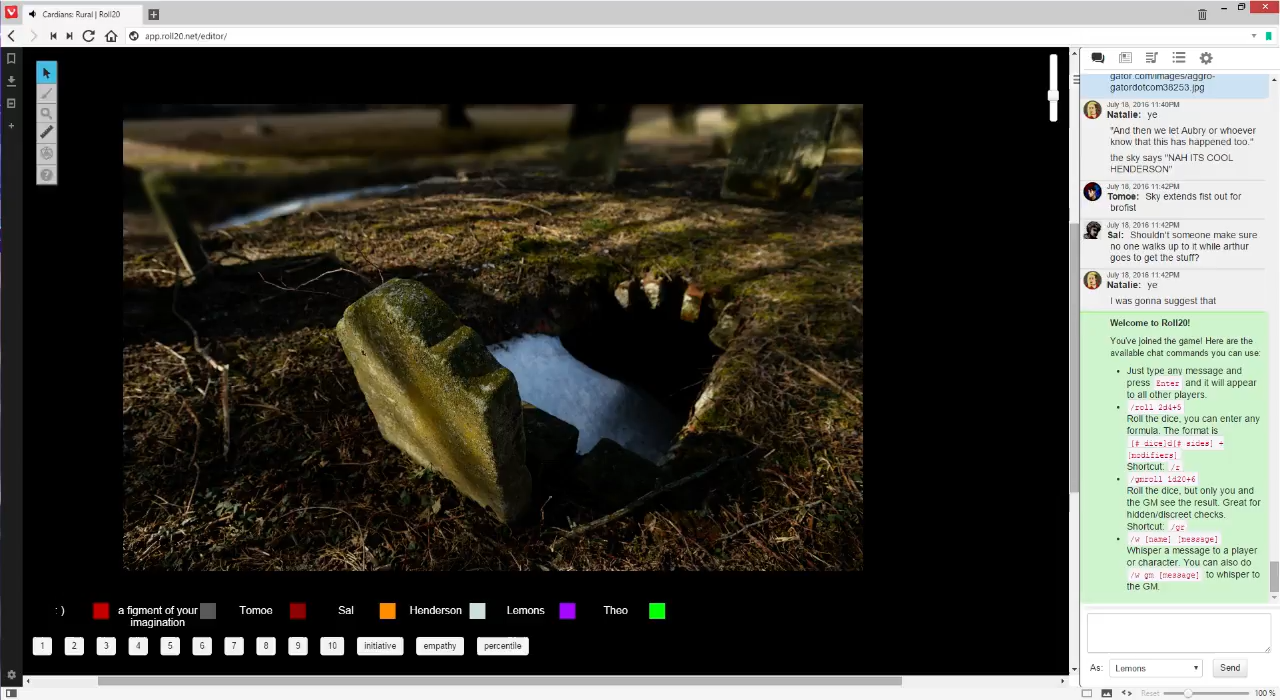 Cardians: Rural | Roll20
app.roll20.net/editor/
gator com/images/aggro-
gatordotcom38253.jpg
July 18, 2016 11:40PM
Natalie: ye
"And then we let Aubry or whoever
know that this has happened too."
the sky says "NAH ITS COOL
HENDERSON"
July 18, 2016 11:42PM
Tomoe: Sky extends fist out for
brofist
July 18, 2016 11:42PM
Sal: Shouldn't someone make sure
no one walks up to it while arthur
goes to get the stuff?
July 18, 2016 11:42PM
Natalie: ye
I was gonna suggest that
Welcome to Roll20!
You've joined the game! Here are the
available chat commands you can use:
• Just type any message and
press Enter and it will appear
to all other players.
• /roll 2d4+5
Roll the dice, you can enter any
formula. The format is
[# dice]d[# sides] +
[modifiers]
Shortcut: /r
• /gmroll 1d20+6
Roll the dice, but only you and
the GM see the result. Great for
hidden/discreet checks.
Shortcut: /gr
• /w [name] [message]
Whisper a message to a player
or character. You can also do
/w gm [message] to whisper to
the GM.
: )
a figment of your
imagination
Tomoe
Sal
Henderson
Lemons
Theo
1 2 3 4 5 6 7 8 9 10 initiative empathy percentile
As: Lemons Send
Reset 100 %